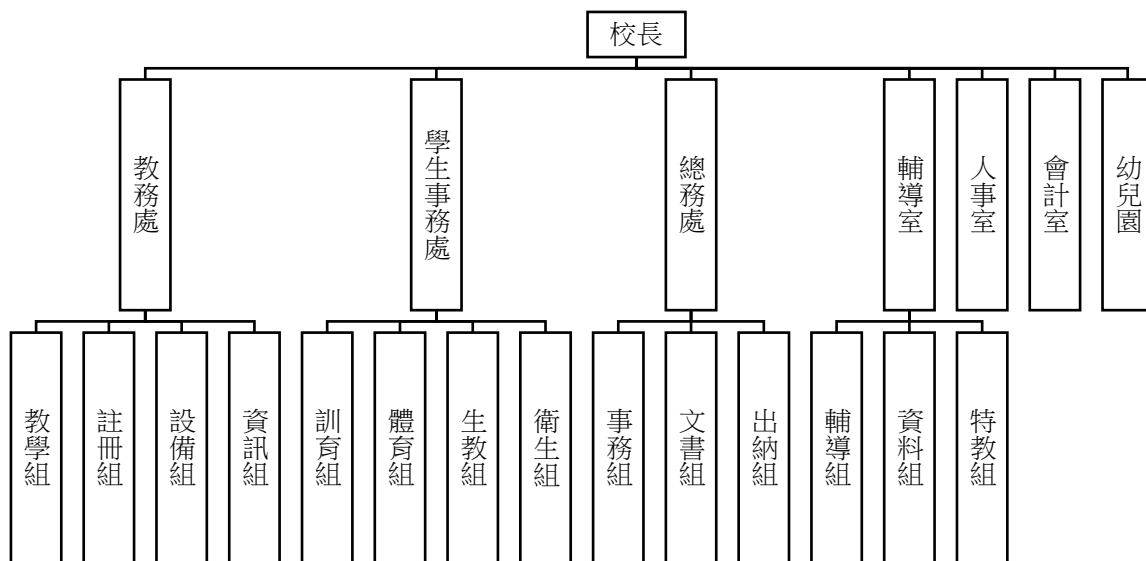 校長
教務處
學生事務處
總務處
輔導室
人事室
會計室
幼兒園
教學組
註冊組
設備組
資訊組
訓育組
體育組
生教組
衛生組
事務組
文書組
出納組
輔導組
資料組
特教組